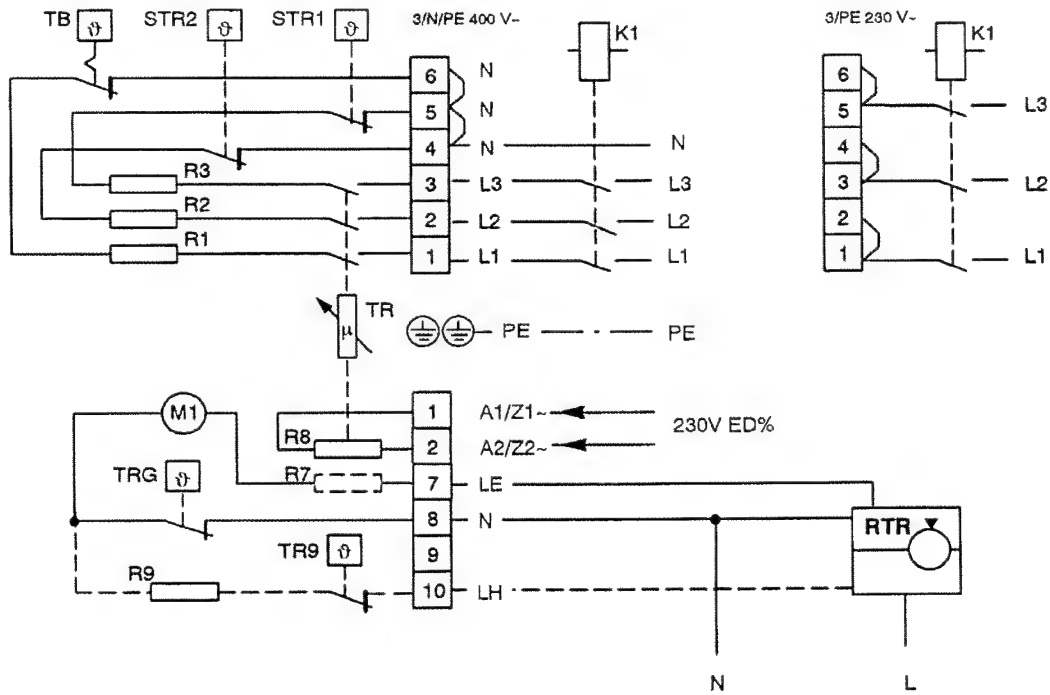 TB STR2 STR1 3/N/PE 400 V~ K1 3/PE 230 V~ K1
ϑ ϑ ϑ
6 N 6
5 N 5 L3
4 N N 4
R3 3 L3 L3 3 L2
R2 2 L2 L2 2
R1 1 L1 L1 1 L1
TR
μ PE PE
M1 1 A1/Z1~ 230V ED%
R8 2 A2/Z2~
TRG ϑ R7 7 LE
8 N RTR
TR9 ϑ 9
R9 10 LH
N L